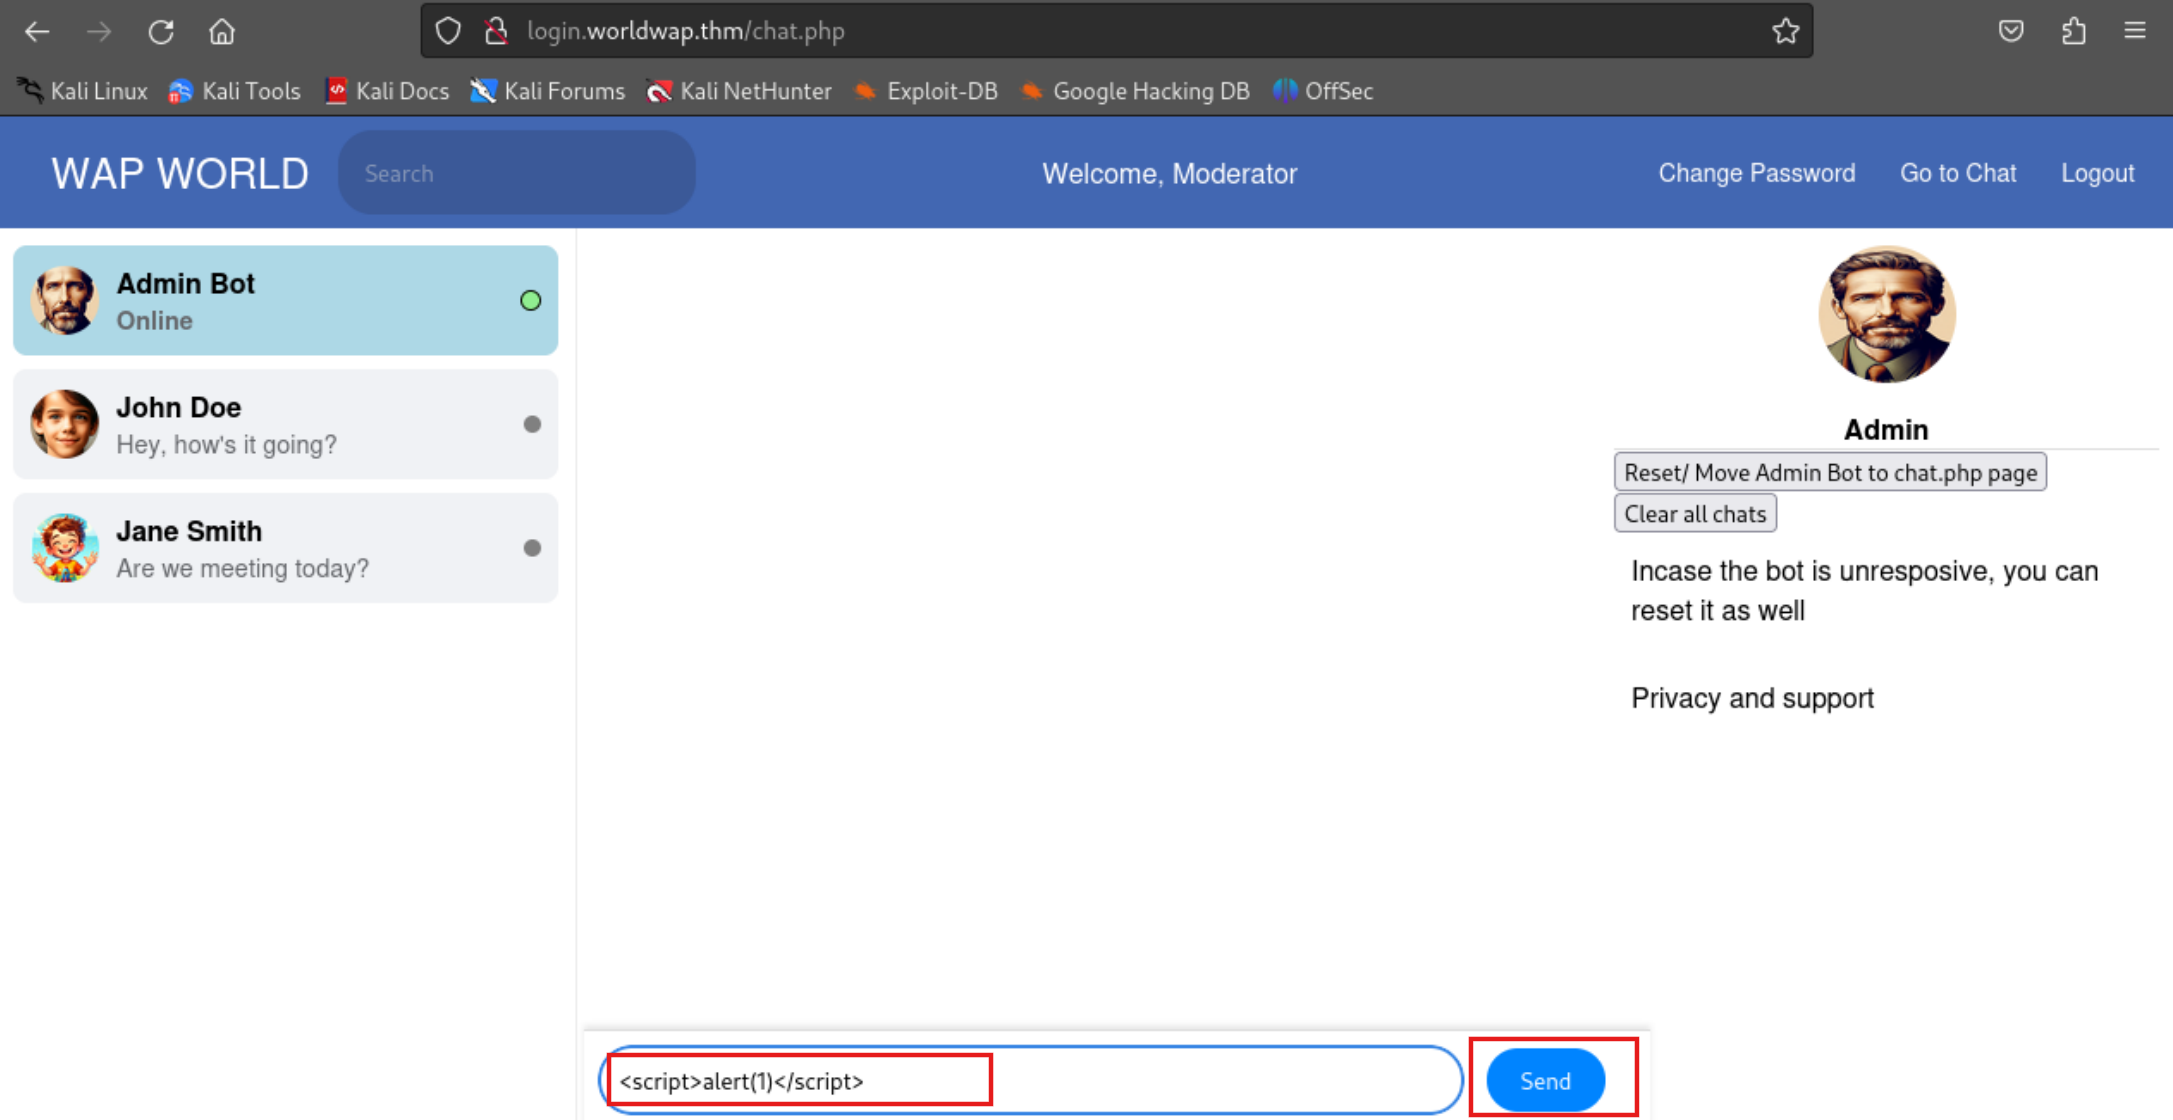 login.worldwap.thm/chat.php
Kali Linux Kali Tools Kali Docs Kali Forums Kali NetHunter Exploit-DB Google Hacking DB OffSec
WAP WORLD Search Welcome, Moderator Change Password Go to Chat Logout
Admin Bot
Online
John Doe
Hey, how's it going?
Jane Smith
Are we meeting today?
Admin
Reset/ Move Admin Bot to chat.php page
Clear all chats
Incase the bot is unresposive, you can
reset it as well
Privacy and support
<script>alert(1)</script> Send